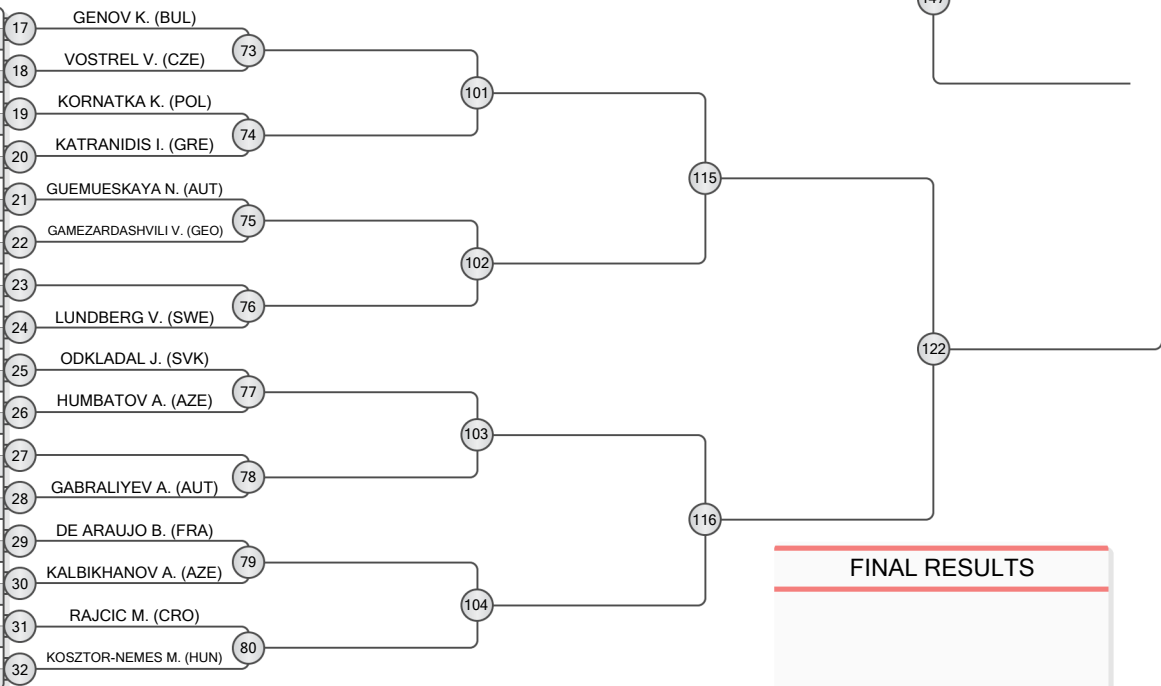 147
17
GENOV K. (BUL)
73
18
VOSTREL V. (CZE)
101
19
KORNATKA K. (POL)
74
20
KATRANIDIS I. (GRE)
115
21
GUEMUESKAYA N. (AUT)
75
22
GAMEZARDASHVILI V. (GEO)
102
23
76
24
LUNDBERG V. (SWE)
122
25
ODKLADAL J. (SVK)
77
26
HUMBATOV A. (AZE)
103
27
78
28
GABRALIYEV A. (AUT)
116
29
DE ARAUJO B. (FRA)
79
30
KALBIKHANOV A. (AZE)
104
31
RAJCIC M. (CRO)
80
32
KOSZTOR-NEMES M. (HUN)
FINAL RESULTS